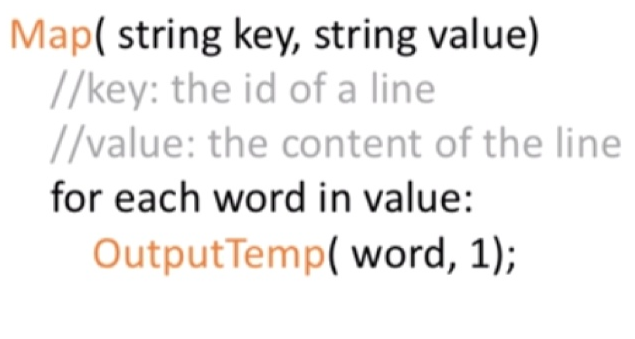 Map( string key, string value)
//key: the id of a line
//value: the content of the line
for each word in value:
OutputTemp( word, 1);